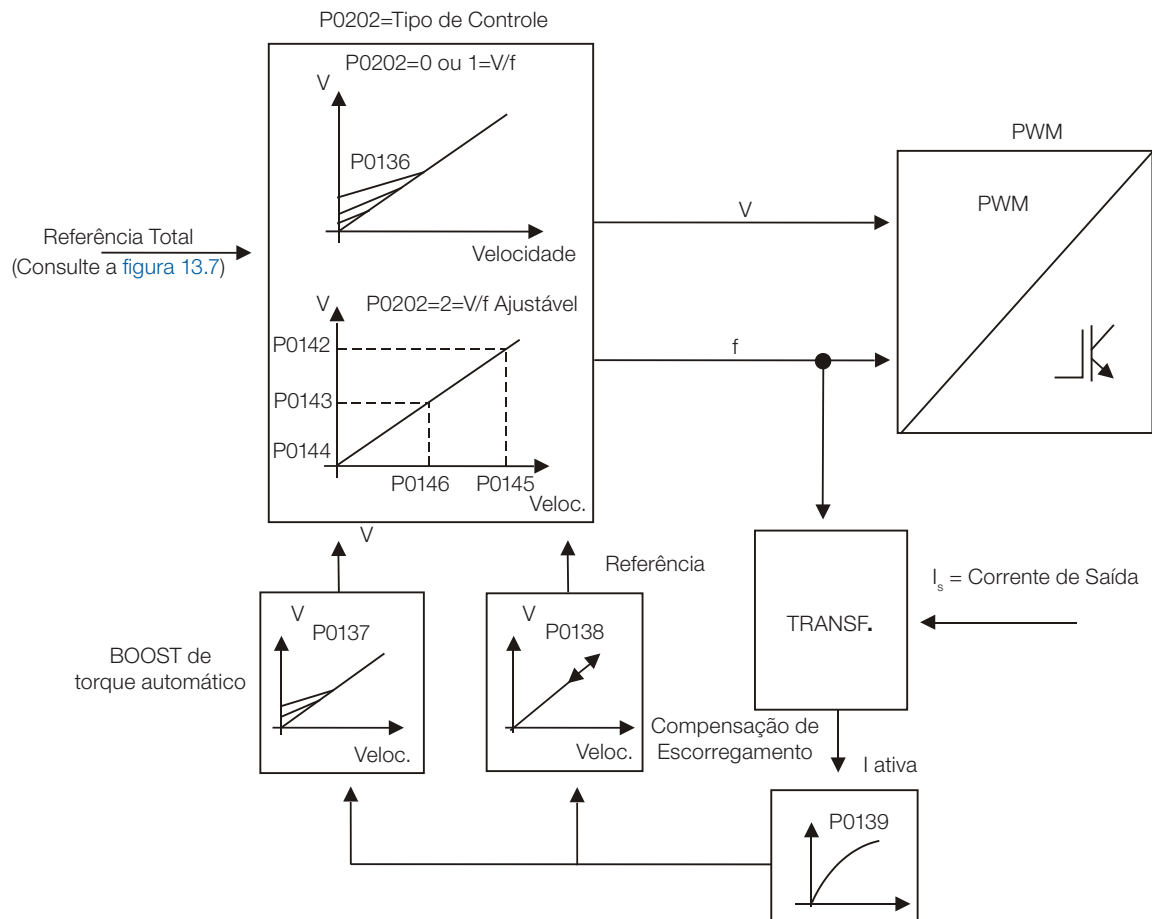 P0202=Tipo de Controle
P0202=0 ou 1=V/f
V
P0136
Velocidade
Referência Total
(Consulte a figura 13.7)
V
P0202=2=V/f Ajustável
P0142
P0143
P0144
P0146
P0145
Veloc.
V
f
PWM
PWM
V
Referência
BOOST de
torque automático
V
P0137
Veloc.
V
P0138
Veloc.
Compensação de
Escorregamento
TRANSF.
Is = Corrente de Saída
I ativa
P0139